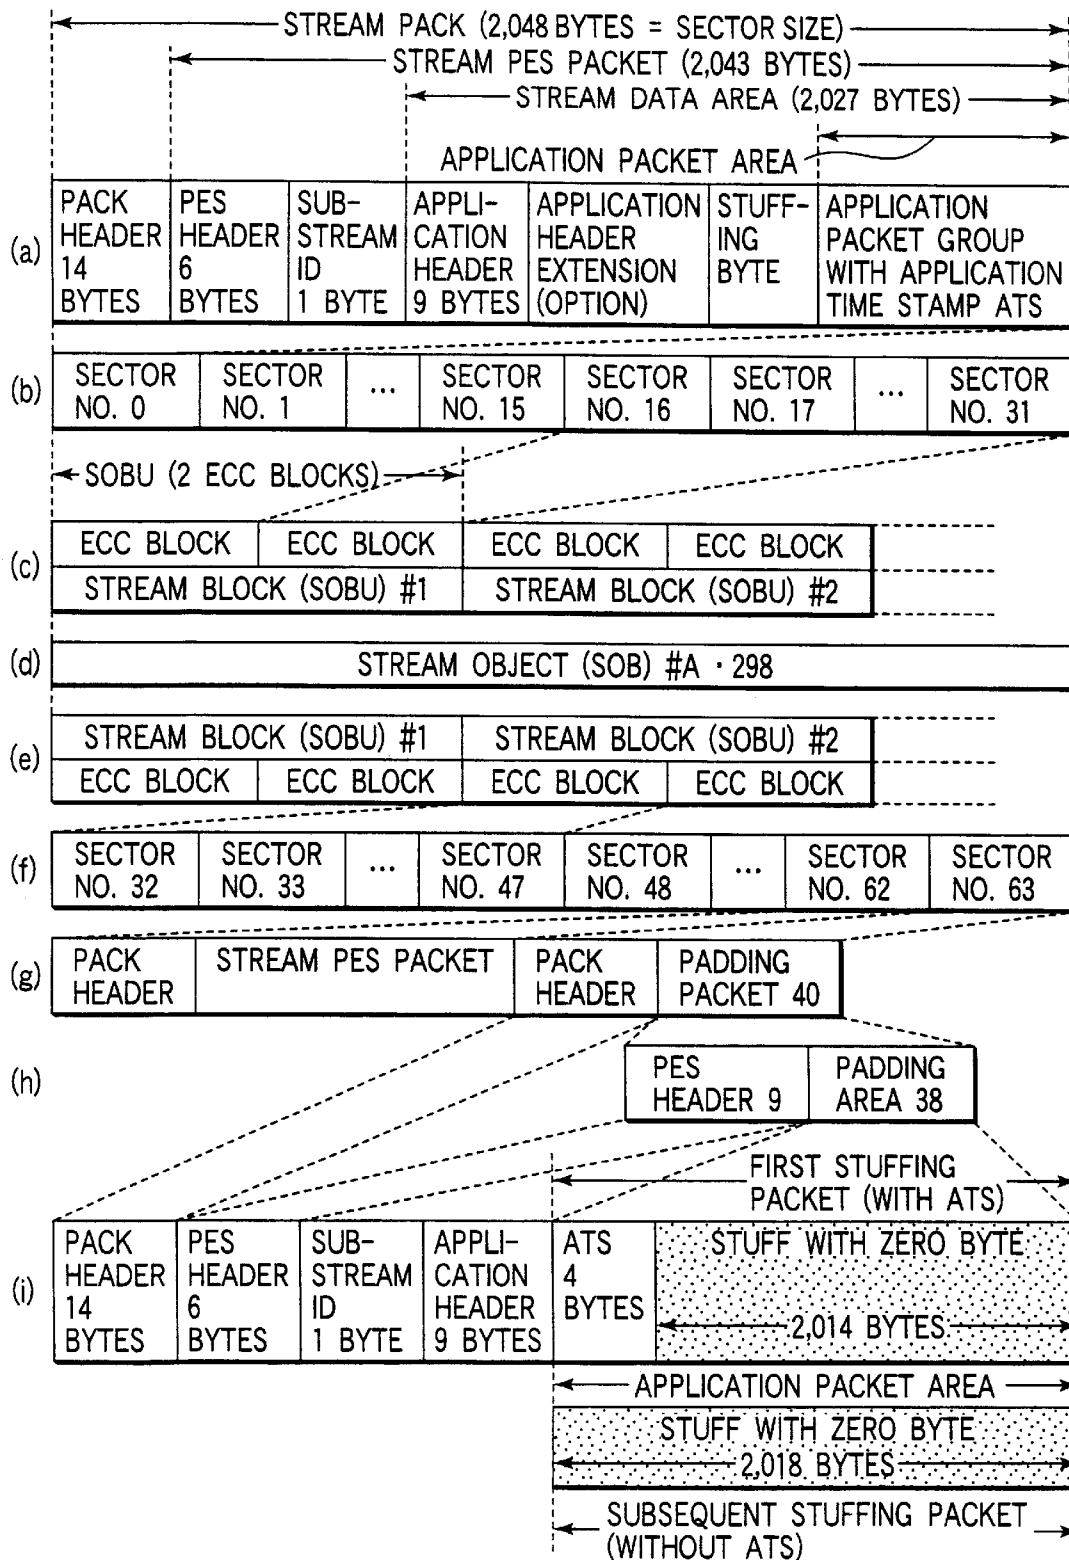 STREAM PACK (2,048 BYTES = SECTOR SIZE)
STREAM PES PACKET (2,043 BYTES)
STREAM DATA AREA (2,027 BYTES)
APPLICATION PACKET AREA
(a)
PACK
HEADER
14
BYTES
PES
HEADER
6
BYTES
SUB-
STREAM
ID
1 BYTE
APPLI-
CATION
HEADER
9 BYTES
APPLICATION
HEADER
EXTENSION
(OPTION)
STUFF-
ING
BYTE
APPLICATION
PACKET GROUP
WITH APPLICATION
TIME STAMP ATS
(b)
SECTOR
NO. 0
SECTOR
NO. 1
...
SECTOR
NO. 15
SECTOR
NO. 16
SECTOR
NO. 17
...
SECTOR
NO. 31
SOBU (2 ECC BLOCKS)
(c)
ECC BLOCK
ECC BLOCK
ECC BLOCK
ECC BLOCK
STREAM BLOCK (SOBU) #1
STREAM BLOCK (SOBU) #2
(d)
STREAM OBJECT (SOB) #A · 298
(e)
STREAM BLOCK (SOBU) #1
STREAM BLOCK (SOBU) #2
ECC BLOCK
ECC BLOCK
ECC BLOCK
ECC BLOCK
(f)
SECTOR
NO. 32
SECTOR
NO. 33
...
SECTOR
NO. 47
SECTOR
NO. 48
...
SECTOR
NO. 62
SECTOR
NO. 63
(g)
PACK
HEADER
STREAM PES PACKET
PACK
HEADER
PADDING
PACKET 40
(h)
PES
HEADER 9
PADDING
AREA 38
FIRST STUFFING
PACKET (WITH ATS)
(i)
PACK
HEADER
14
BYTES
PES
HEADER
6
BYTES
SUB-
STREAM
ID
1 BYTE
APPLI-
CATION
HEADER
9 BYTES
ATS
4
BYTES
STUFF WITH ZERO BYTE
2,014 BYTES
APPLICATION PACKET AREA
STUFF WITH ZERO BYTE
2,018 BYTES
SUBSEQUENT STUFFING PACKET
(WITHOUT ATS)